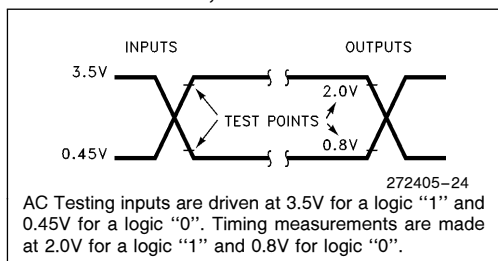 INPUTS OUTPUTS
3.5V
2.0V
TEST POINTS
0.45V
0.8V
272405–24
AC Testing inputs are driven at 3.5V for a logic ‘‘1’’ and
0.45V for a logic ‘‘0’’. Timing measurements are made
at 2.0V for a logic ‘‘1’’ and 0.8V for logic ‘‘0’’.